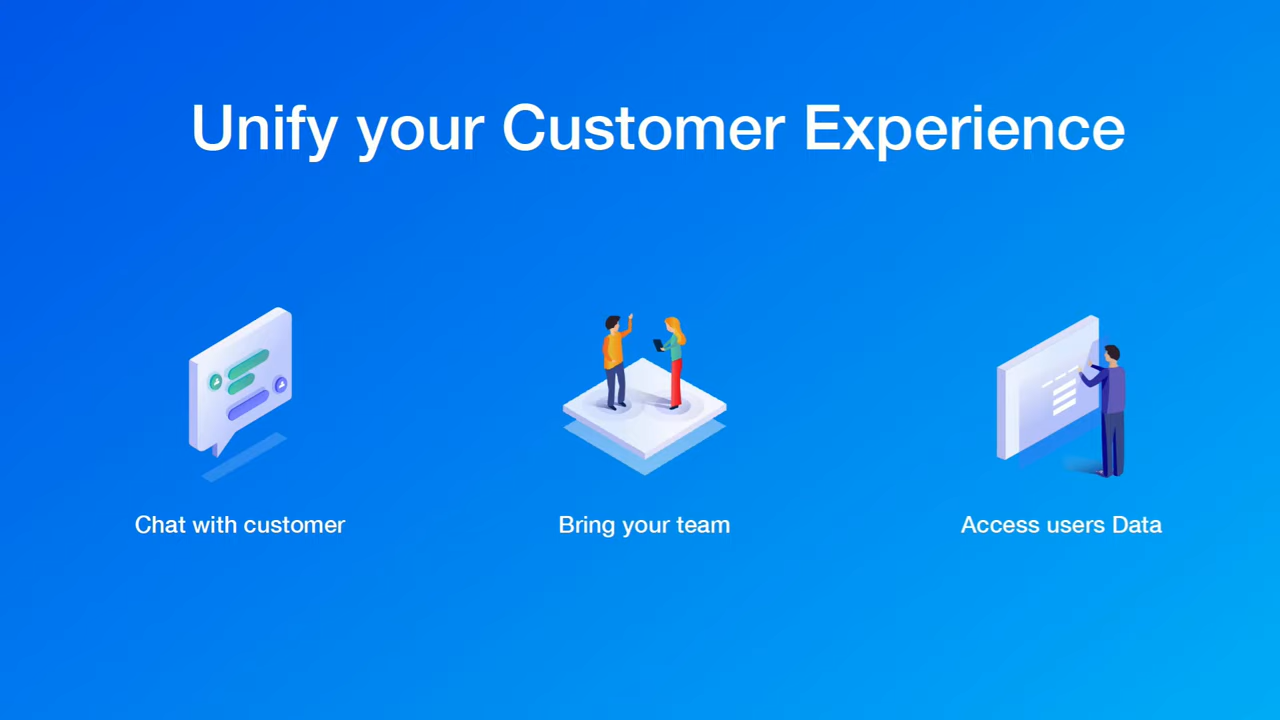 Unify your Customer Experience
Chat with customer
Bring your team
Access users Data